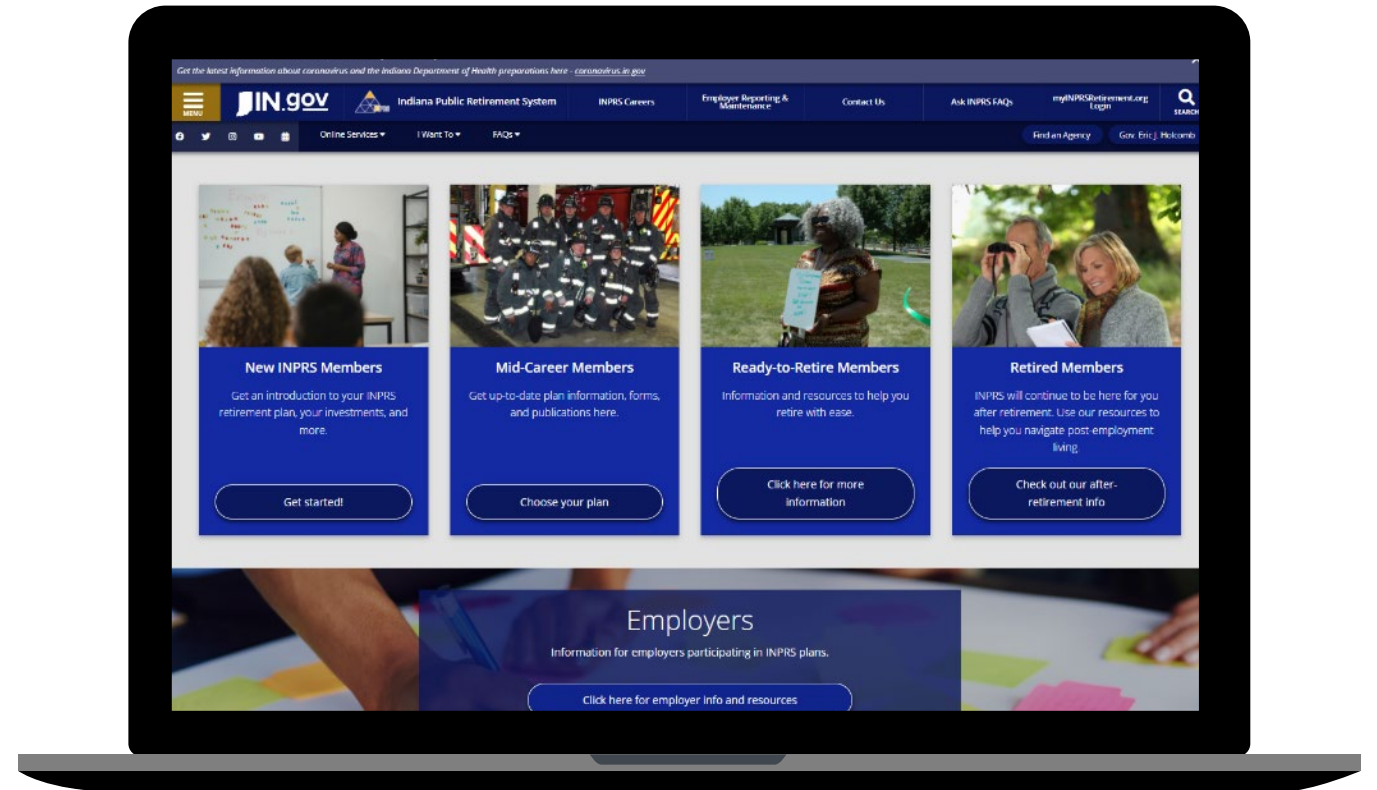 Get the latest information about coronavirus and the Indiana Department of Health preparations here - coronavirus.in.gov
MENU
IN.gov
Indiana Public Retirement System
INPRS Careers
Employer Reporting &
Maintenance
Contact Us
Ask INPRS FAQs
myINPRSRetirement.org
Login
SEARCH
Online Services
I Want To
FAQs
Find an Agency
Gov. Eric J. Holcomb
New INPRS Members
Get an introduction to your INPRS
retirement plan, your investments, and
more.
Get started!
Mid-Career Members
Get up-to-date plan information, forms,
and publications here.
Choose your plan
Ready-to-Retire Members
Information and resources to help you
retire with ease.
Click here for more
information
Retired Members
INPRS will continue to be here for you
after retirement. Use our resources to
help you navigate post-employment
living.
Check out our after-
retirement info
Employers
Information for employers participating in INPRS plans.
Click here for employer info and resources